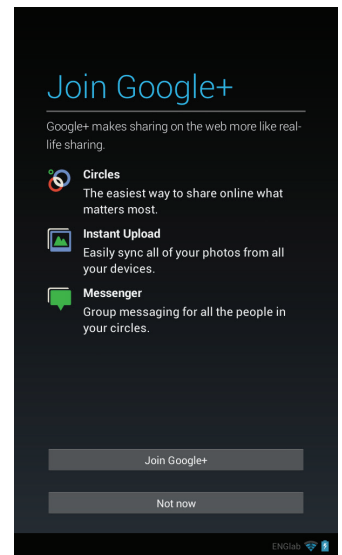 Join Google+
Google+ makes sharing on the web more like real-
life sharing.
Circles
The easiest way to share online what
matters most.
Instant Upload
Easily sync all of your photos from all
your devices.
Messenger
Group messaging for all the people in
your circles.
Join Google+
Not now
ENGlab